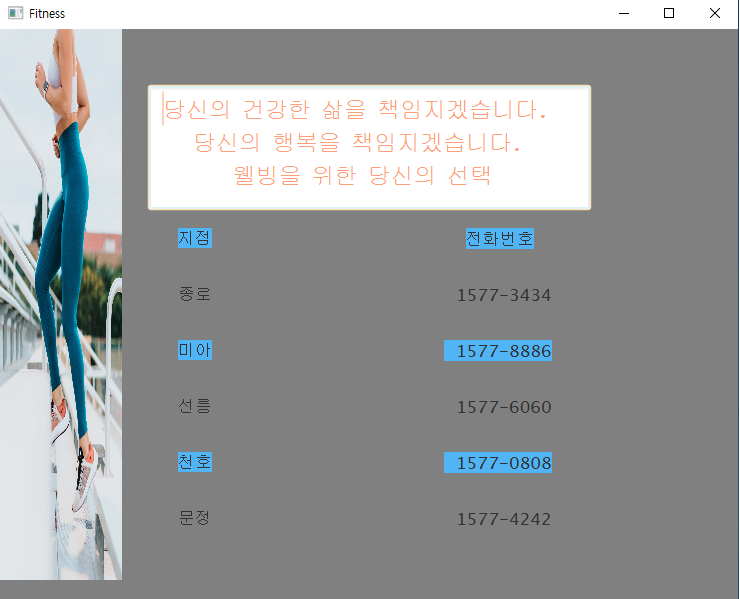 Fitness
당신의 건강한 삶을 책임지겠습니다.
당신의 행복을 책임지겠습니다.
웰빙을 위한 당신의 선택
지점 전화번호
종로 1577-3434
미아 1577-8886
선릉 1577-6060
천호 1577-0808
문정 1577-4242